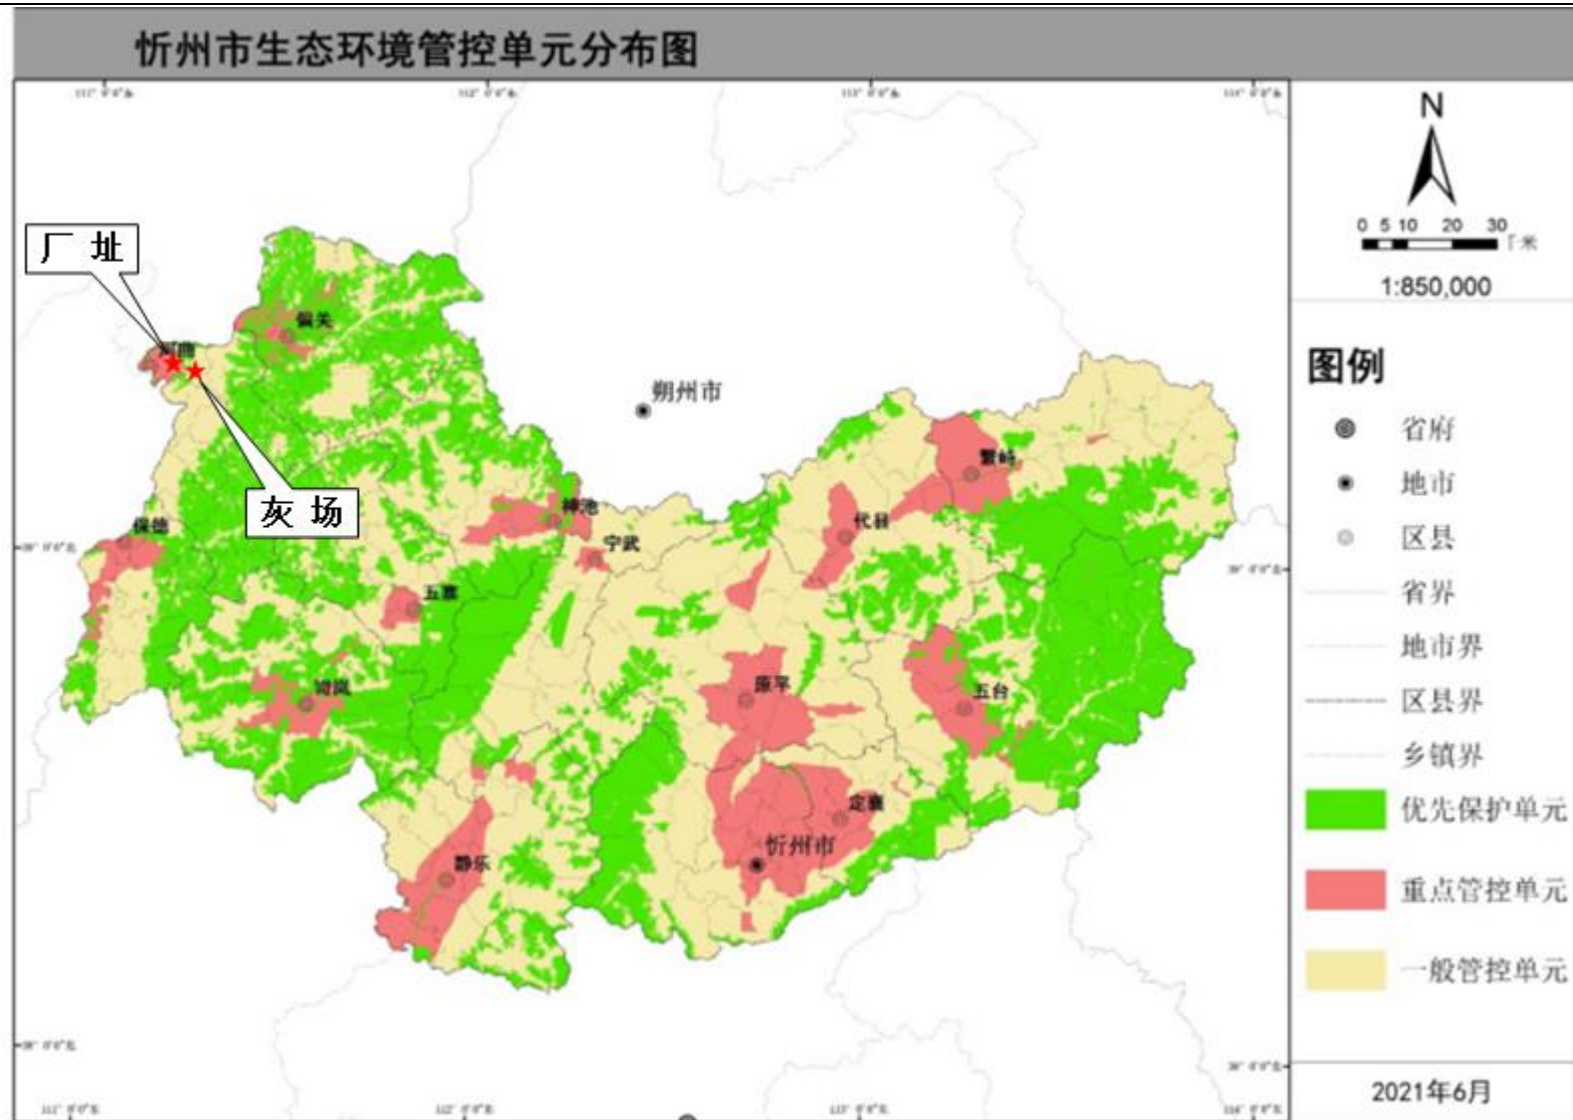 忻州市生态环境管控单元分布图
N
0 5 10 20 30
千米
1:850,000
厂 址
偏关
河曲
朔州市
繁峙
灰 场
神池
代县
保德
宁武
五寨
原平
五台
岢岚
定襄
忻州市
静乐
图例
省府
地市
区县
省界
地市界
区县界
乡镇界
优先保护单元
重点管控单元
一般管控单元
2021年6月